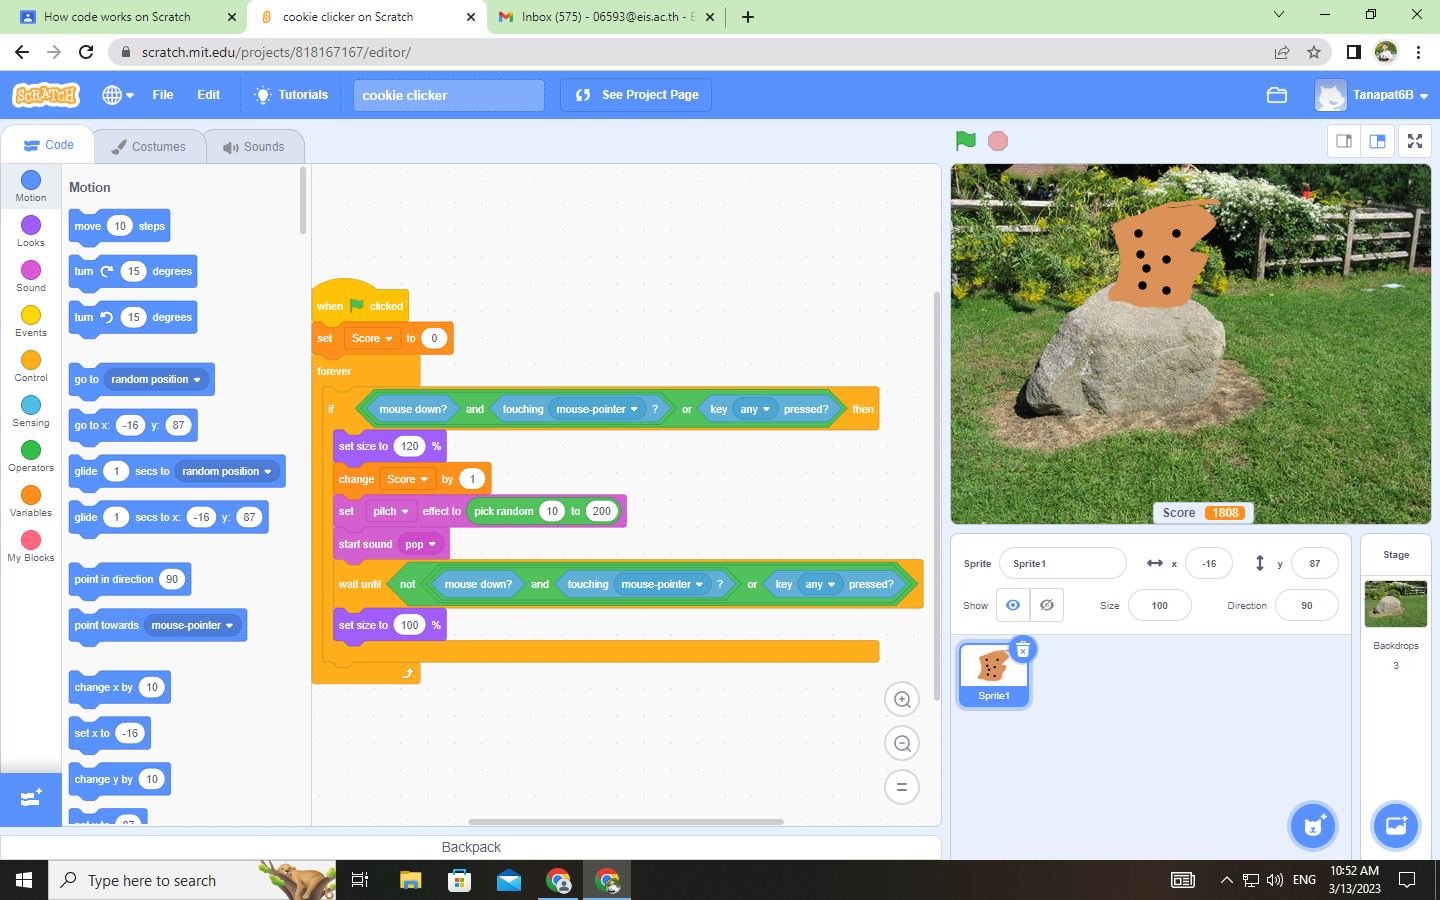 How code works on Scratch
cookie clicker on Scratch
Inbox (575) - 06593@eis.ac.th - E
scratch.mit.edu/projects/818167167/editor/
SCRATCH
File
Edit
Tutorials
cookie clicker
See Project Page
Tanapat6B
Code
Costumes
Sounds
Motion
Looks
Sound
Events
Control
Sensing
Operators
Variables
My Blocks
Motion
move 10 steps
turn 15 degrees
turn 15 degrees
go to random position
go to x: -16 y: 87
glide 1 secs to random position
glide 1 secs to x: -16 y: 87
point in direction 90
point towards mouse-pointer
change x by 10
set x to -16
change y by 10
set y to 87
when clicked
set Score to 0
forever
if mouse down? and touching mouse-pointer ? or key any pressed? then
set size to 120 %
change Score by 1
set pitch effect to pick random 10 to 200
start sound pop
wait until not mouse down? and touching mouse-pointer ? or key any pressed?
set size to 100 %
Score 1808
Sprite Sprite1 x -16 y 87
Show Size 100 Direction 90
Sprite1
Stage
Backdrops
3
Backpack
Type here to search
ENG
10:52 AM
3/13/2023